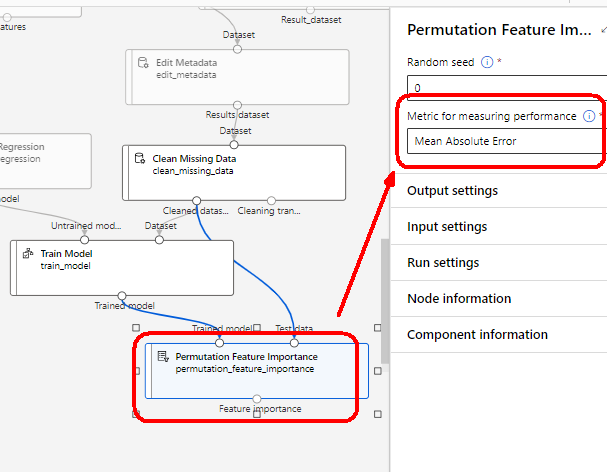 eatures
Result_dataset
Dataset
Edit Metadata
edit_metadata
Results dataset
Dataset
Regression
egression
Clean Missing Data
clean_missing_data
odel
Cleaned datas...
Cleaning tran...
Untrained mod...
Dataset
Train Model
train_model
Trained model
Trained model
Test data
Permutation Feature Importance
permutation_feature_importance
Feature importance
Permutation Feature Im...
Random seed i *
0
Metric for measuring performance i *
Mean Absolute Error
Output settings
Input settings
Run settings
Node information
Component information